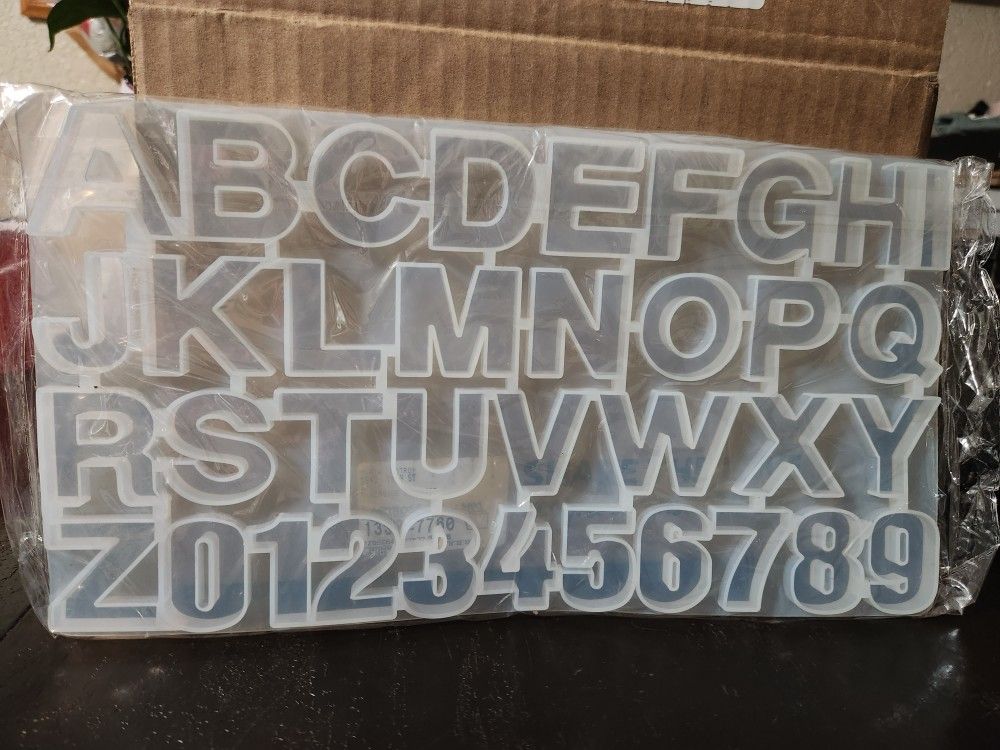 ABCDEFGHI
JKLMNOPQ
RSTUVWXY
Z0123456789